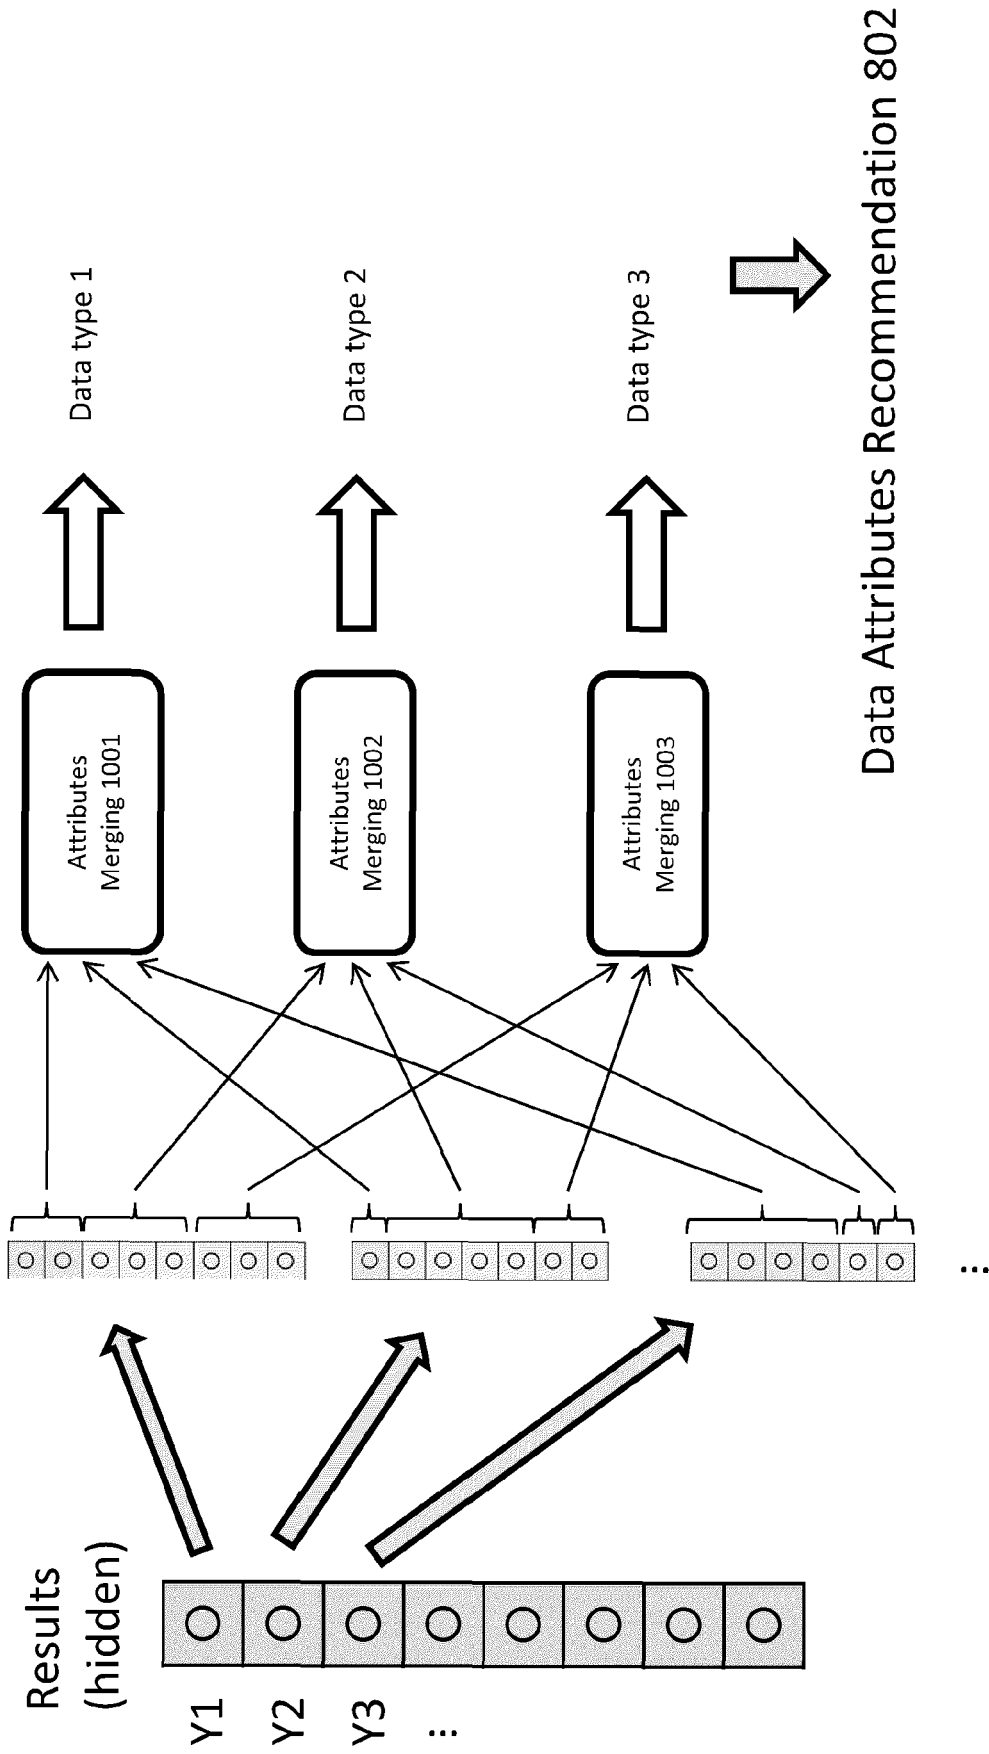 Results
(hidden)
Y1
Y2
Y3
...
...
Attributes
Merging 1001
Attributes
Merging 1002
Attributes
Merging 1003
Data type 1
Data type 2
Data type 3
Data Attributes Recommendation 802